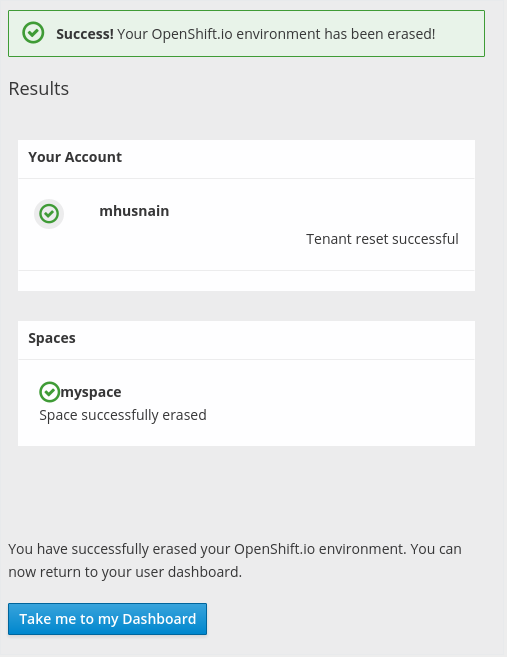 Success! Your OpenShift.io environment has been erased!
Results
Your Account
mhusnain
Tenant reset successful
Spaces
myspace
Space successfully erased
You have successfully erased your OpenShift.io environment. You can
now return to your user dashboard.
Take me to my Dashboard